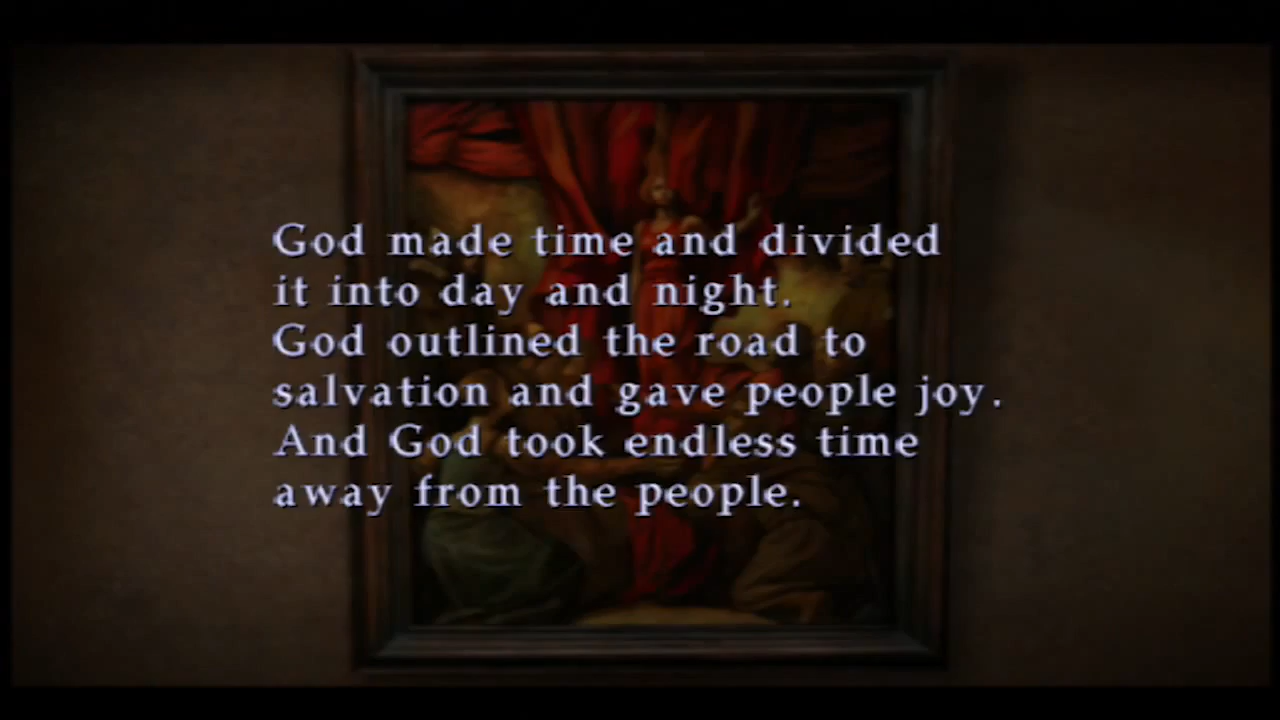 God made time and divided
it into day and night.
God outlined the road to
salvation and gave people joy.
And God took endless time
away from the people.